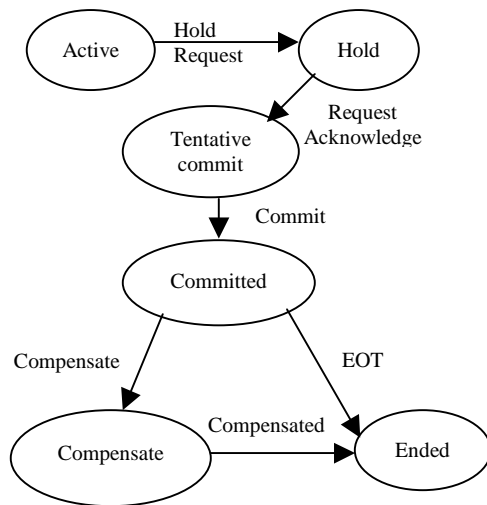 Active
Hold
Request
Hold
Request
Acknowledge
Tentative
commit
Commit
Committed
Compensate
EOT
Compensated
Compensate
Ended